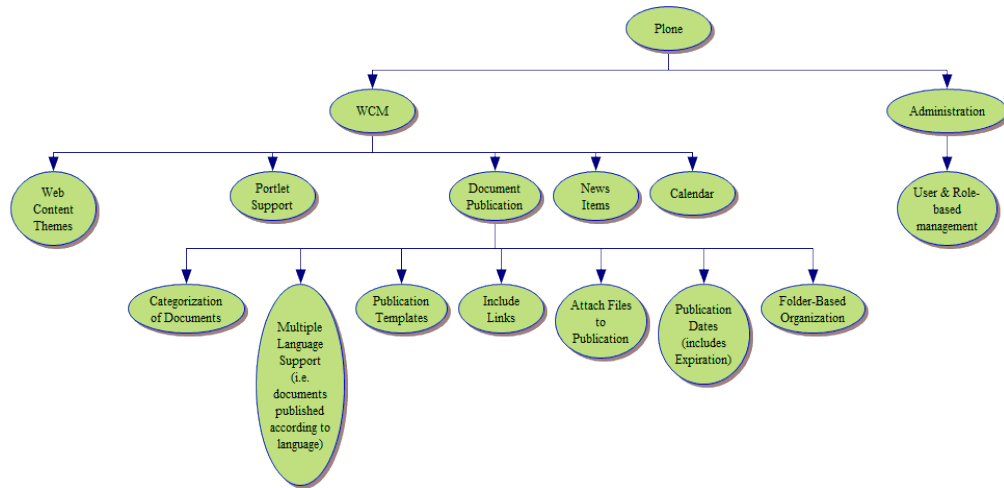 Plone
WCM
Administration
Web
Content
Themes
Portlet
Support
Document
Publication
News
Items
Calendar
User & Role-
based
management
Categorization
of Documents
Multiple
Language
Support
(i.e.
documents
published
according to
language)
Publication
Templates
Include
Links
Attach Files
to
Publication
Publication
Dates
(includes
Expiration)
Folder-Based
Organization